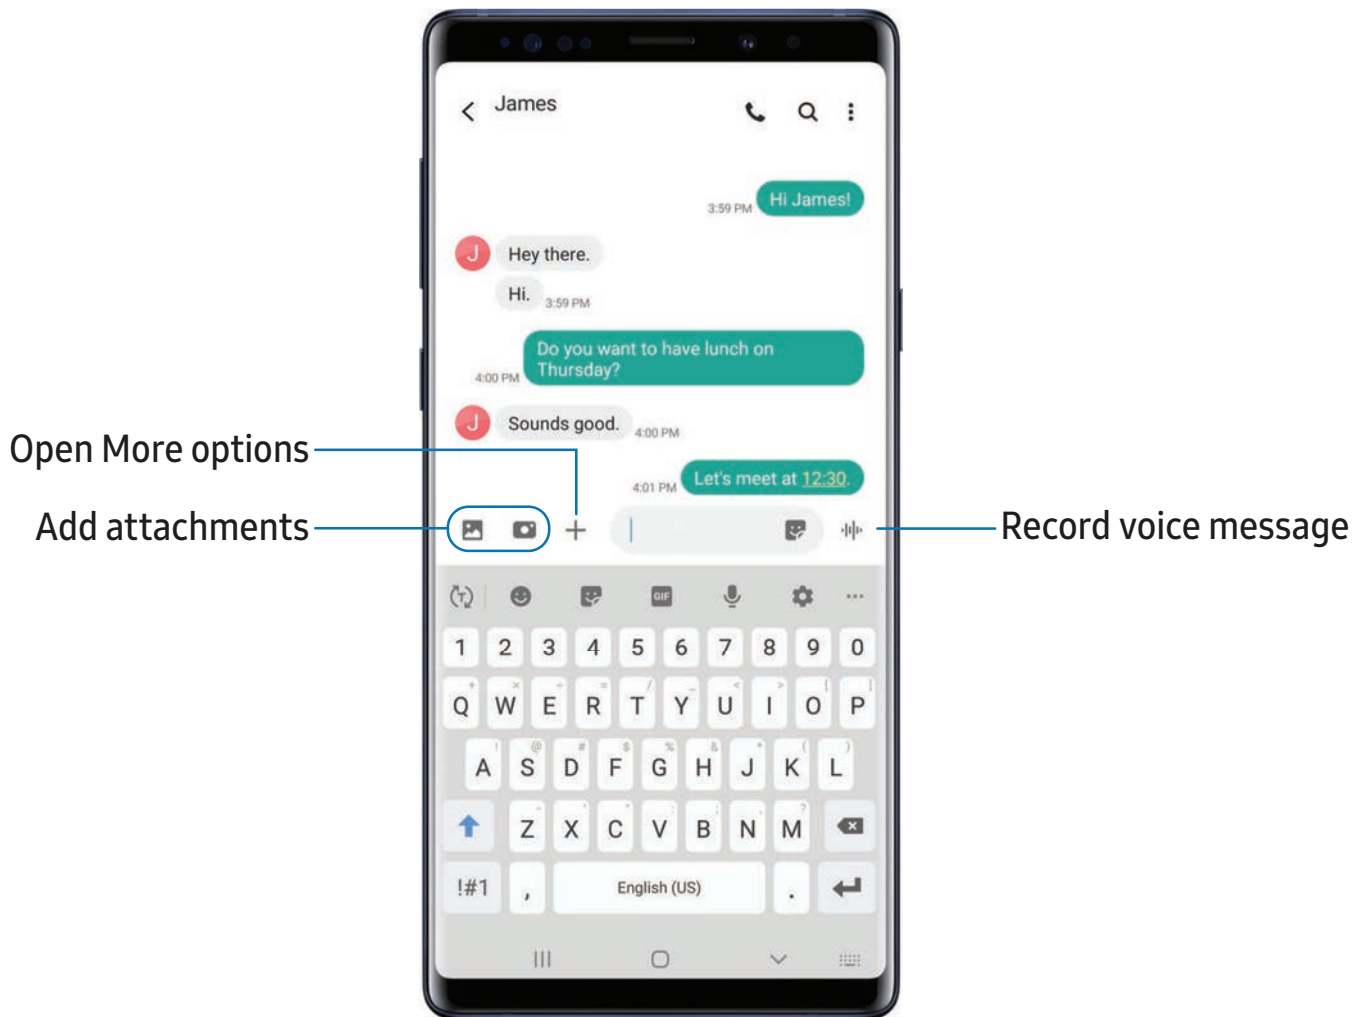 James
Hi James!
3:59 PM
J
Hey there.
Hi.
3:59 PM
Do you want to have lunch on
Thursday?
4:00 PM
J
Sounds good.
4:00 PM
Open More options
Let's meet at 12:30.
4:01 PM
Add attachments
Record voice message
T
GIF
1 2 3 4 5 6 7 8 9 0
+ × ÷ = / _ < > [ ]
Q W E R T Y U I O P
! @ # $ % & * ( )
A S D F G H J K L
- ' " : ; , ?
Z X C V B N M
!#1 , English (US) .